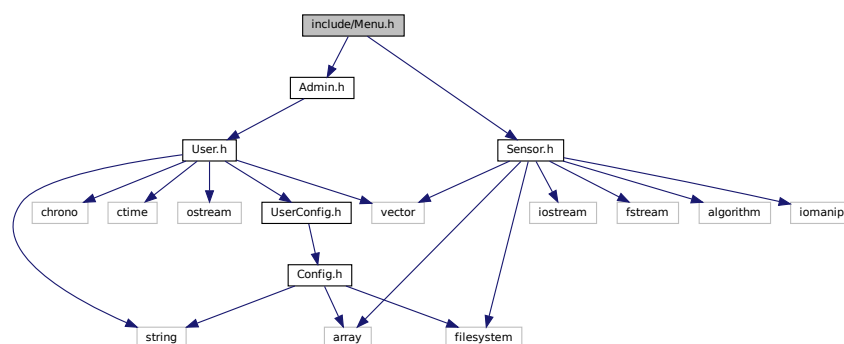 include/Menu.h
Admin.h
User.h
Sensor.h
chrono
ctime
ostream
UserConfig.h
vector
iostream
fstream
algorithm
iomanip
Config.h
string
array
filesystem